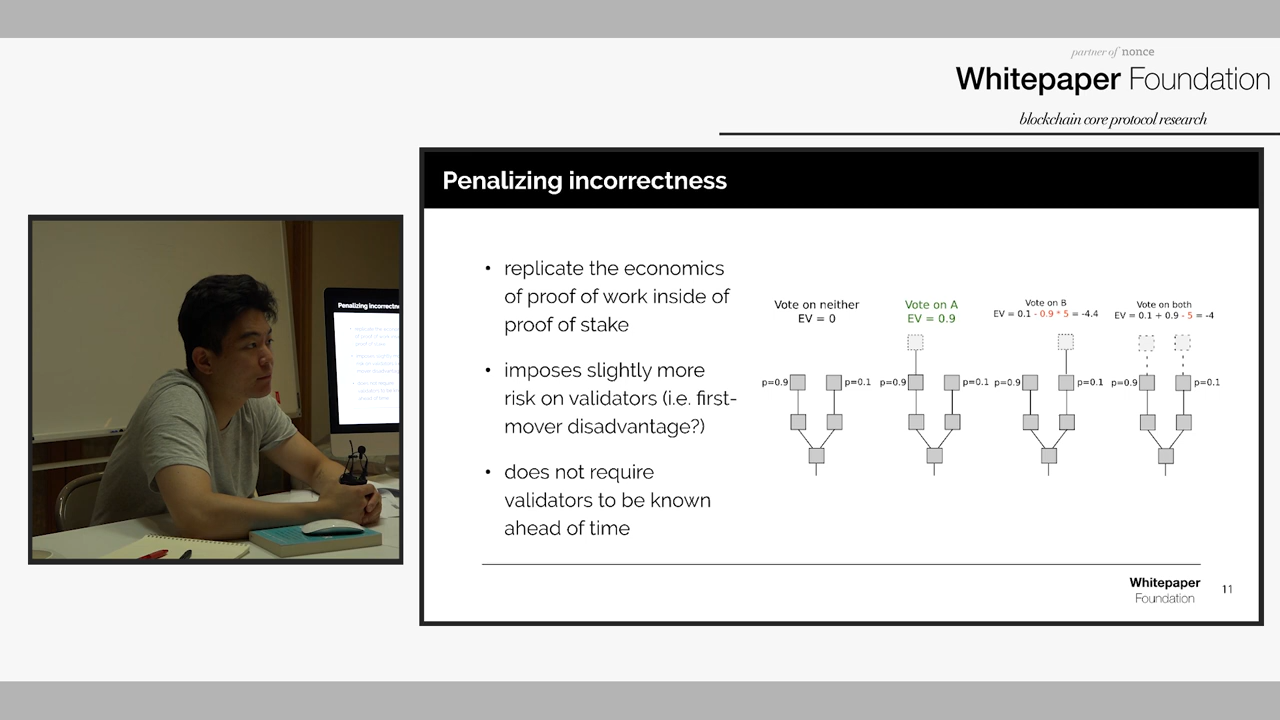 partner of nonce
Whitepaper Foundation
blockchain core protocol research
Penalizing incorrectness
• replicate the economics
of proof of work inside of
proof of stake
• imposes slightly more
risk on validators (i.e. first-
mover disadvantage?)
• does not require
validators to be known
ahead of time
Vote on neither
EV = 0
p=0.9
p=0.1
Vote on A
EV = 0.9
p=0.9
p=0.1
Vote on B
EV = 0.1 - 0.9 * 5 = -4.4
p=0.9
p=0.1
Vote on both
EV = 0.1 + 0.9 - 5 = -4
p=0.9
p=0.1
Whitepaper
Foundation
11
Penalizing incorrectne